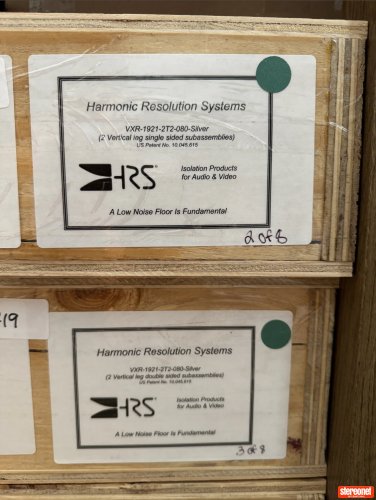 Harmonic Resolution Systems
VXR-1921-2T2-080-Silver
(2 Vertical leg single sided subassemblies)
US Patent No. 10,045,615
HRS
Isolation Products
for Audio & Video
A Low Noise Floor Is Fundamental
2 of 8
19
Harmonic Resolution Systems
VXR-1921-2T2-080-Silver
(2 Vertical leg double sided subassemblies)
US Patent No. 10,045,615
HRS
Isolation Products
for Audio & Video
A Low Noise Floor Is Fundamental
3 of 8
stereonet